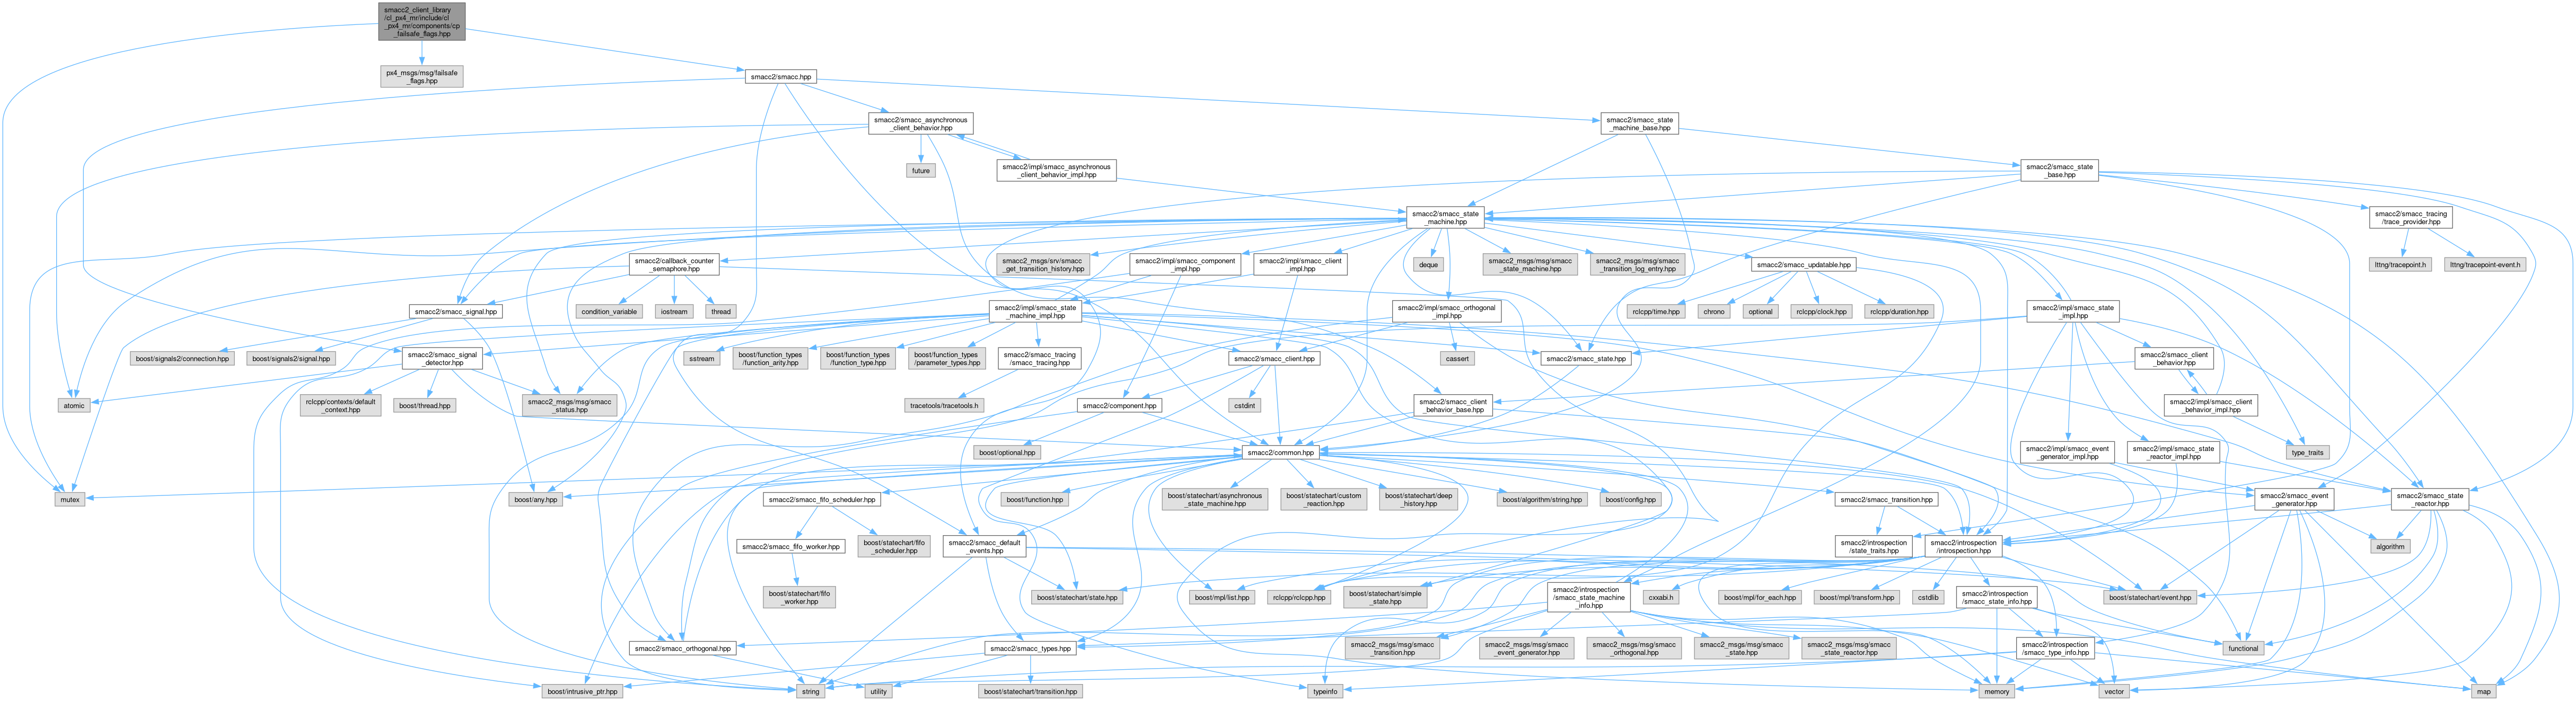 smacc2_client_library
/cl_px4_mr/include/cl
_px4_mr/components/cp
_failsafe_flags.hpp
px4_msgs/msg/failsafe
_flags.hpp
smacc2/smacc.hpp
smacc2/smacc_asynchronous
_client_behavior.hpp
smacc2/smacc_state
_machine_base.hpp
future
smacc2/impl/smacc_asynchronous
_client_behavior_impl.hpp
smacc2/smacc_state
_base.hpp
smacc2/smacc_state
_machine.hpp
smacc2/smacc_tracing
/trace_provider.hpp
smacc2/callback_counter
_semaphore.hpp
smacc2_msgs/srv/smacc
_get_transition_history.hpp
smacc2/impl/smacc_component
_impl.hpp
smacc2/impl/smacc_client
_impl.hpp
deque
smacc2_msgs/msg/smacc
_state_machine.hpp
smacc2_msgs/msg/smacc
_transition_log_entry.hpp
smacc2/smacc_updatable.hpp
lttng/tracepoint.h
lttng/tracepoint-event.h
smacc2/smacc_signal.hpp
condition_variable
iostream
thread
smacc2/impl/smacc_state
_machine_impl.hpp
smacc2/impl/smacc_orthogonal
_impl.hpp
rclcpp/time.hpp
chrono
optional
rclcpp/clock.hpp
rclcpp/duration.hpp
smacc2/impl/smacc_state
_impl.hpp
boost/signals2/connection.hpp
boost/signals2/signal.hpp
smacc2/smacc_signal
_detector.hpp
sstream
boost/function_types
/function_arity.hpp
boost/function_types
/function_type.hpp
boost/function_types
/parameter_types.hpp
smacc2/smacc_tracing
/smacc_tracing.hpp
smacc2/smacc_client.hpp
cassert
smacc2/smacc_state.hpp
smacc2/smacc_client
_behavior.hpp
atomic
rclcpp/contexts/default
_context.hpp
boost/thread.hpp
smacc2_msgs/msg/smacc
_status.hpp
tracetools/tracetools.h
smacc2/component.hpp
cstdint
smacc2/smacc_client
_behavior_base.hpp
smacc2/impl/smacc_client
_behavior_impl.hpp
boost/optional.hpp
smacc2/common.hpp
smacc2/impl/smacc_event
_generator_impl.hpp
smacc2/impl/smacc_state
_reactor_impl.hpp
type_traits
mutex
boost/any.hpp
smacc2/smacc_fifo_scheduler.hpp
boost/function.hpp
boost/statechart/asynchronous
_state_machine.hpp
boost/statechart/custom
_reaction.hpp
boost/statechart/deep
_history.hpp
boost/algorithm/string.hpp
boost/config.hpp
smacc2/smacc_transition.hpp
smacc2/smacc_event
_generator.hpp
smacc2/smacc_state
_reactor.hpp
smacc2/smacc_fifo_worker.hpp
boost/statechart/fifo
_scheduler.hpp
smacc2/smacc_default
_events.hpp
smacc2/introspection
/state_traits.hpp
smacc2/introspection
/introspection.hpp
algorithm
boost/statechart/fifo
_worker.hpp
boost/statechart/state.hpp
boost/mpl/list.hpp
rclcpp/rclcpp.hpp
boost/statechart/simple
_state.hpp
smacc2/introspection
/smacc_state_machine
_info.hpp
cxxabi.h
boost/mpl/for_each.hpp
boost/mpl/transform.hpp
cstdlib
smacc2/introspection
/smacc_state_info.hpp
boost/statechart/event.hpp
smacc2/smacc_orthogonal.hpp
smacc2/smacc_types.hpp
smacc2_msgs/msg/smacc
_transition.hpp
smacc2_msgs/msg/smacc
_event_generator.hpp
smacc2_msgs/msg/smacc
_orthogonal.hpp
smacc2_msgs/msg/smacc
_state.hpp
smacc2_msgs/msg/smacc
_state_reactor.hpp
smacc2/introspection
/smacc_type_info.hpp
functional
boost/intrusive_ptr.hpp
string
utility
boost/statechart/transition.hpp
typeinfo
memory
vector
map